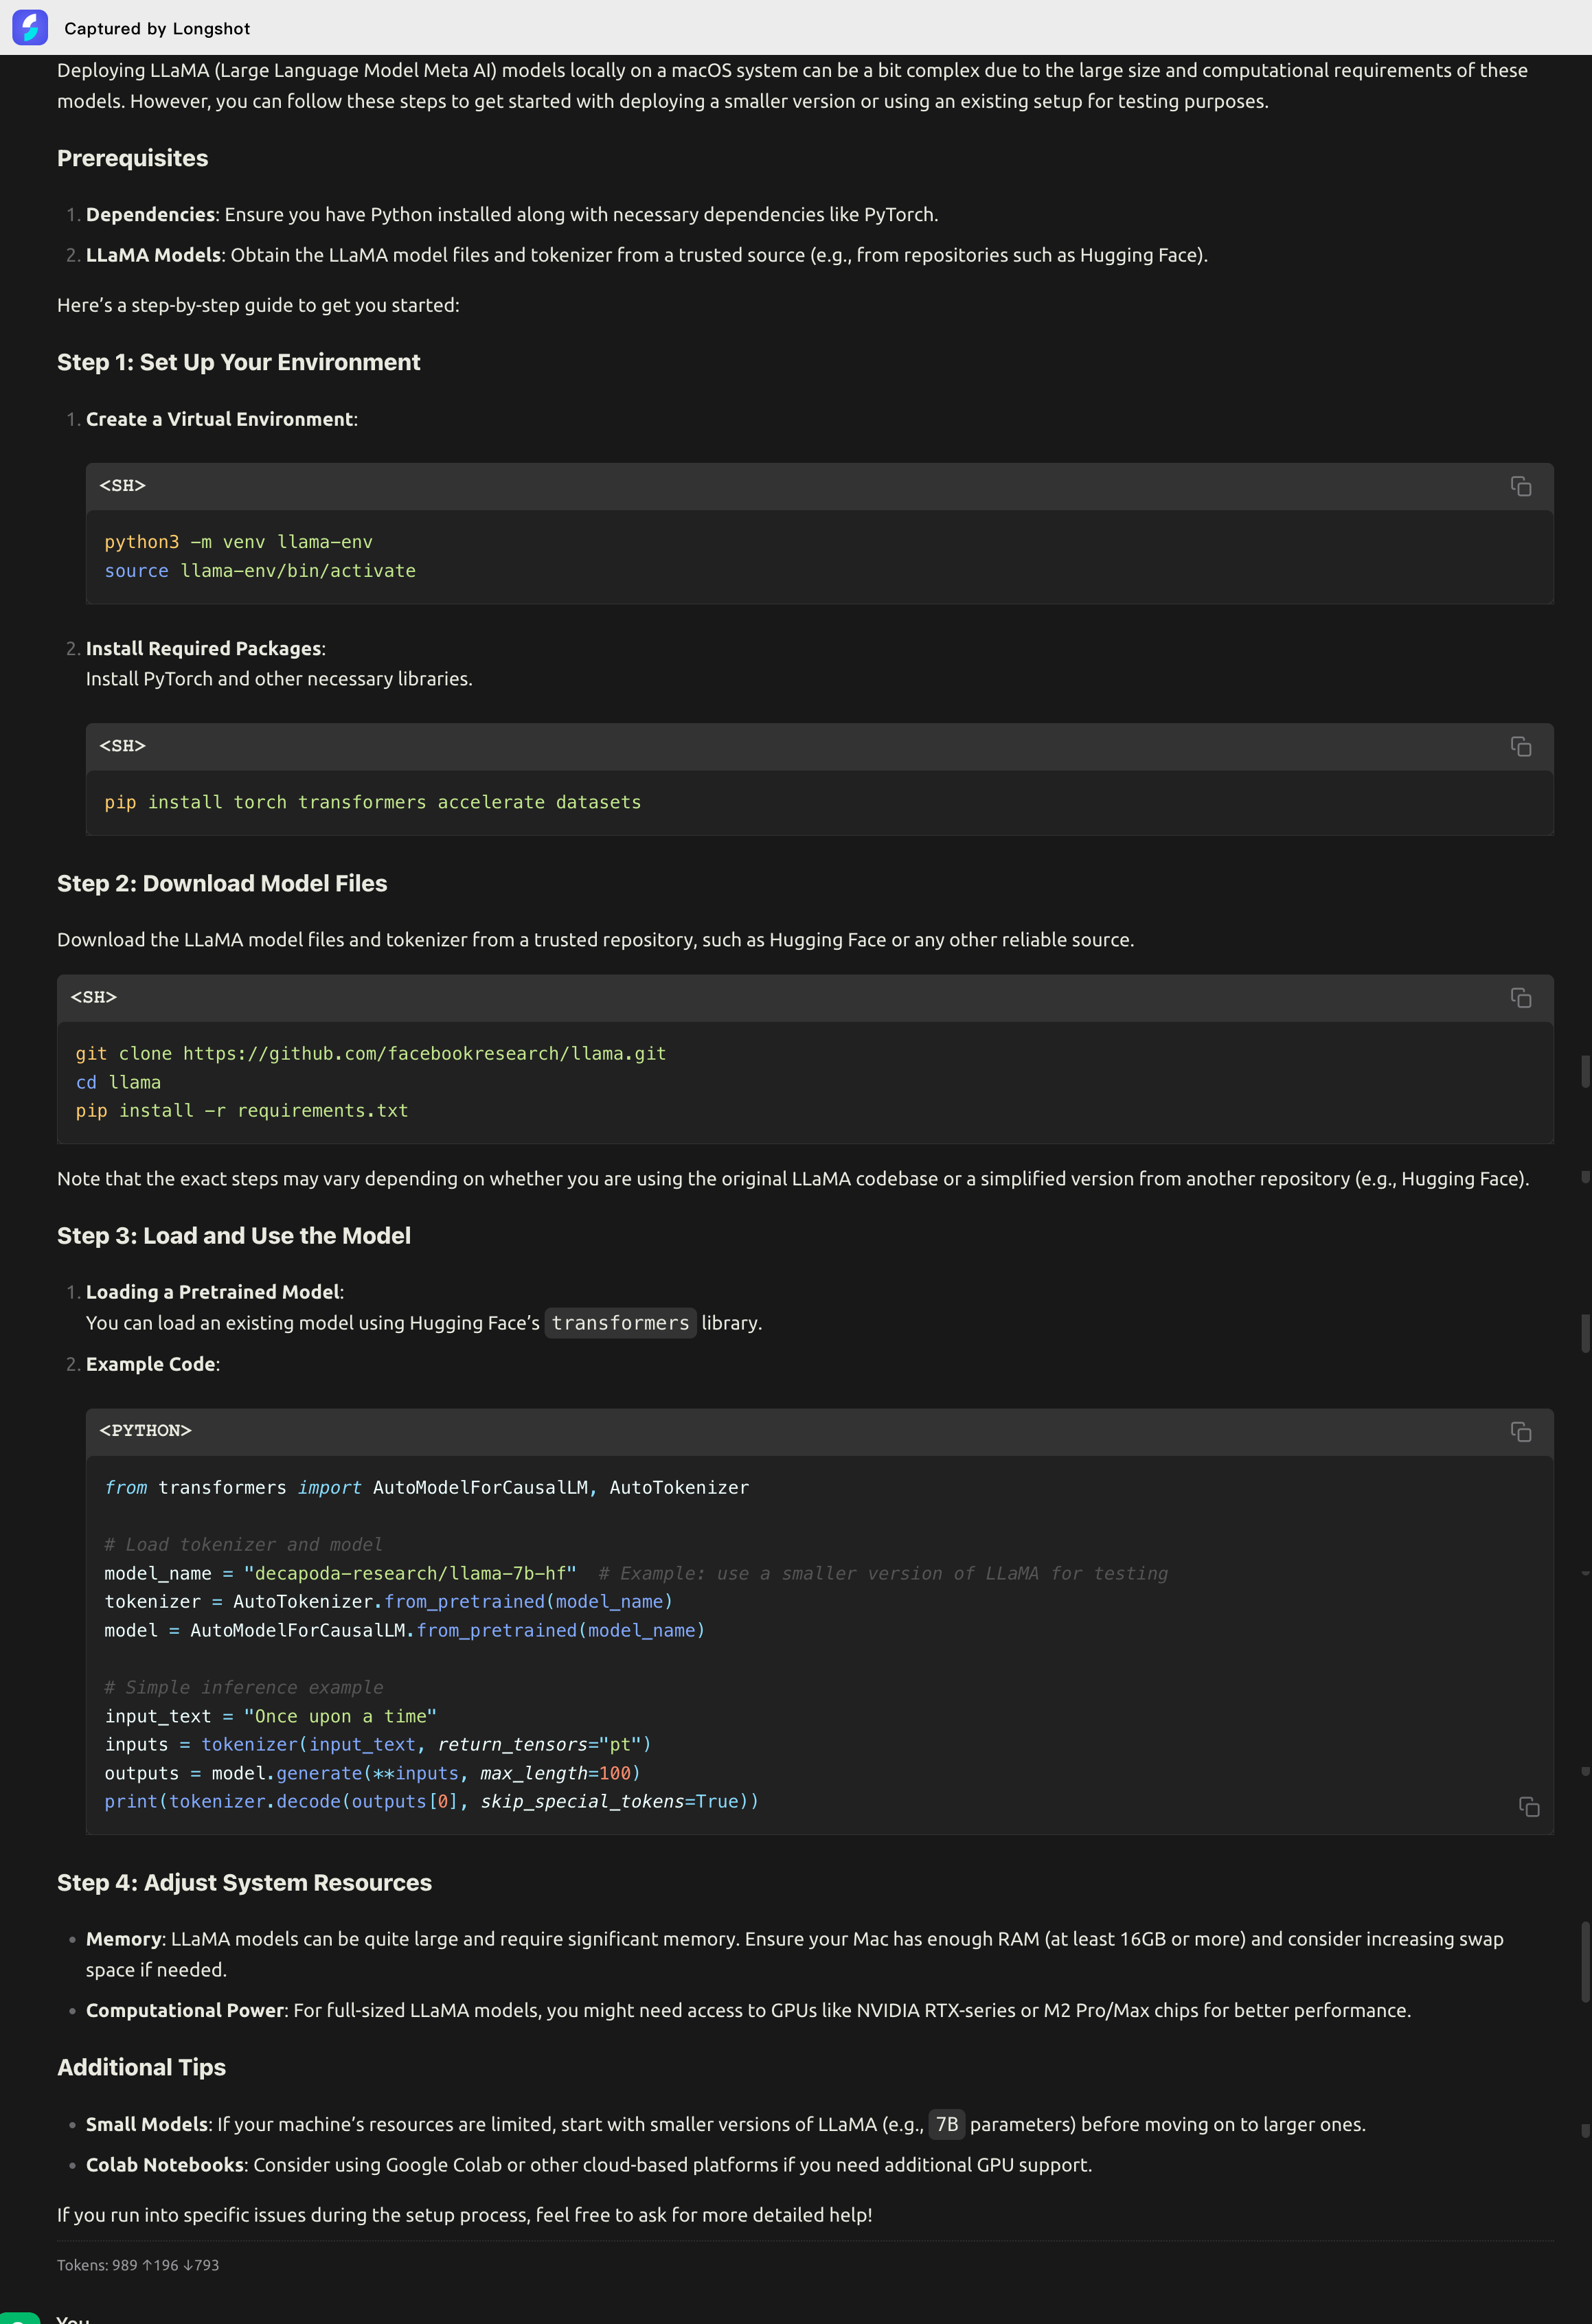 Captured by Longshot
Deploying LLaMA (Large Language Model Meta AI) models locally on a macOS system can be a bit complex due to the large size and computational requirements of these
models. However, you can follow these steps to get started with deploying a smaller version or using an existing setup for testing purposes.
Prerequisites
1. Dependencies: Ensure you have Python installed along with necessary dependencies like PyTorch.
2. LLaMA Models: Obtain the LLaMA model files and tokenizer from a trusted source (e.g., from repositories such as Hugging Face).
Here’s a step-by-step guide to get you started:
Step 1: Set Up Your Environment
1. Create a Virtual Environment:
<SH>
python3 -m venv llama-env
source llama-env/bin/activate
2. Install Required Packages:
Install PyTorch and other necessary libraries.
<SH>
pip install torch transformers accelerate datasets
Step 2: Download Model Files
Download the LLaMA model files and tokenizer from a trusted repository, such as Hugging Face or any other reliable source.
<SH>
git clone https://github.com/facebookresearch/llama.git
cd llama
pip install -r requirements.txt
Note that the exact steps may vary depending on whether you are using the original LLaMA codebase or a simplified version from another repository (e.g., Hugging Face).
Step 3: Load and Use the Model
1. Loading a Pretrained Model:
You can load an existing model using Hugging Face’s transformers library.
2. Example Code:
<PYTHON>
from transformers import AutoModelForCausalLM, AutoTokenizer
# Load tokenizer and model
model_name = "decapoda-research/llama-7b-hf"  # Example: use a smaller version of LLaMA for testing
tokenizer = AutoTokenizer.from_pretrained(model_name)
model = AutoModelForCausalLM.from_pretrained(model_name)
# Simple inference example
input_text = "Once upon a time"
inputs = tokenizer(input_text, return_tensors="pt")
outputs = model.generate(**inputs, max_length=100)
print(tokenizer.decode(outputs[0], skip_special_tokens=True))
Step 4: Adjust System Resources
• Memory: LLaMA models can be quite large and require significant memory. Ensure your Mac has enough RAM (at least 16GB or more) and consider increasing swap
space if needed.
• Computational Power: For full-sized LLaMA models, you might need access to GPUs like NVIDIA RTX-series or M2 Pro/Max chips for better performance.
Additional Tips
• Small Models: If your machine’s resources are limited, start with smaller versions of LLaMA (e.g., 7B parameters) before moving on to larger ones.
• Colab Notebooks: Consider using Google Colab or other cloud-based platforms if you need additional GPU support.
If you run into specific issues during the setup process, feel free to ask for more detailed help!
Tokens: 989 ↑196 ↓793
You